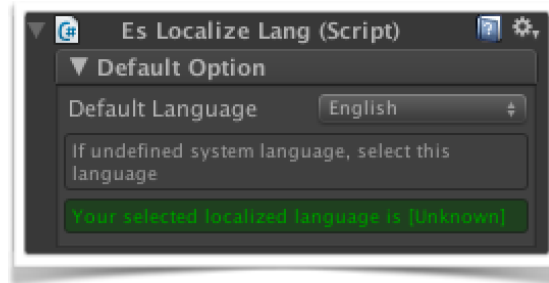 Es Localize Lang (Script)
Default Option
Default Language English
If undefined system language, select this
language
Your selected localized language is [Unknown]